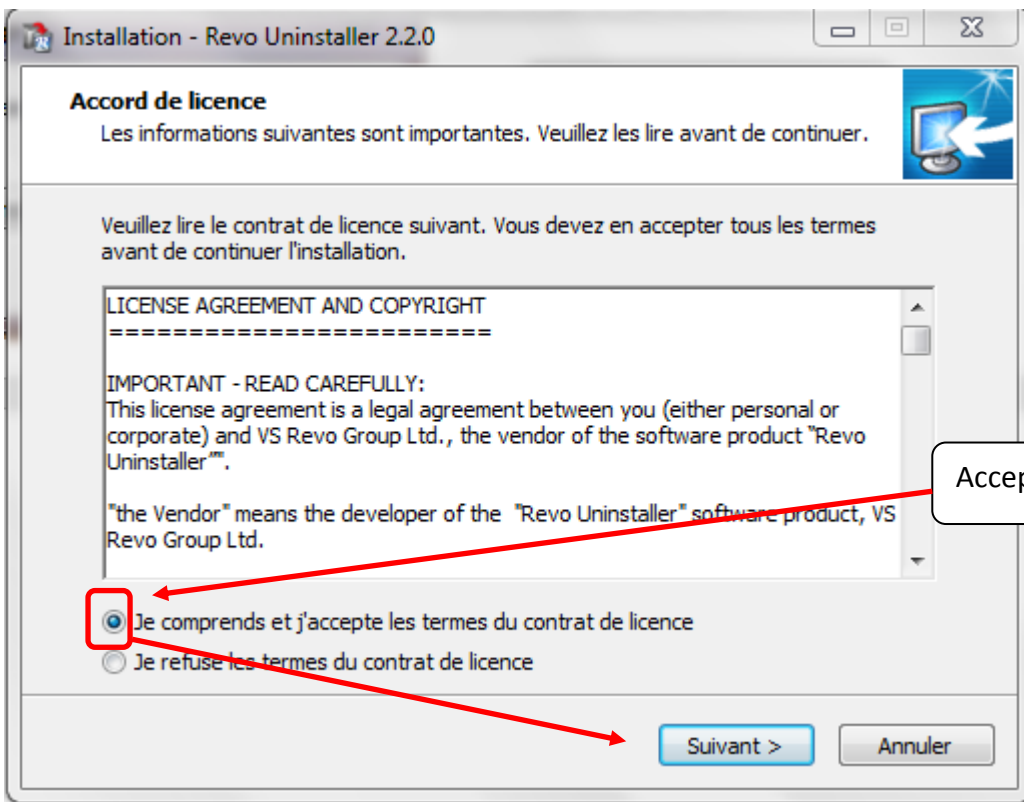 Installation - Revo Uninstaller 2.2.0
Accord de licence
Les informations suivantes sont importantes. Veuillez les lire avant de continuer.
Veuillez lire le contrat de licence suivant. Vous devez en accepter tous les termes
avant de continuer l'installation.
LICENSE AGREEMENT AND COPYRIGHT
========================
IMPORTANT - READ CAREFULLY:
This license agreement is a legal agreement between you (either personal or
corporate) and VS Revo Group Ltd., the vendor of the software product “Revo
Uninstaller”".
"the Vendor" means the developer of the  "Revo Uninstaller" software product, VS
Revo Group Ltd.
Je comprends et j'accepte les termes du contrat de licence
Je refuse les termes du contrat de licence
Suivant >
Annuler